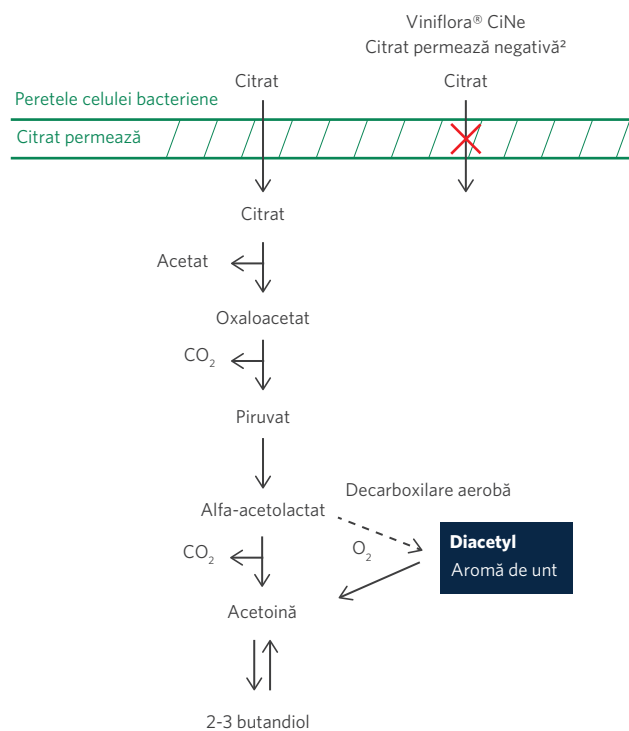 Viniflora® CiNe
Citrat permează negativă²
Citrat
Citrat
Peretele celulei bacteriene
Citrat permează
Citrat
Acetat
Oxaloacetat
CO₂
Piruvat
Decarboxilare aerobă
Alfa-acetolactat
O₂
Diacetyl
Aromă de unt
CO₂
Acetoină
2-3 butandiol